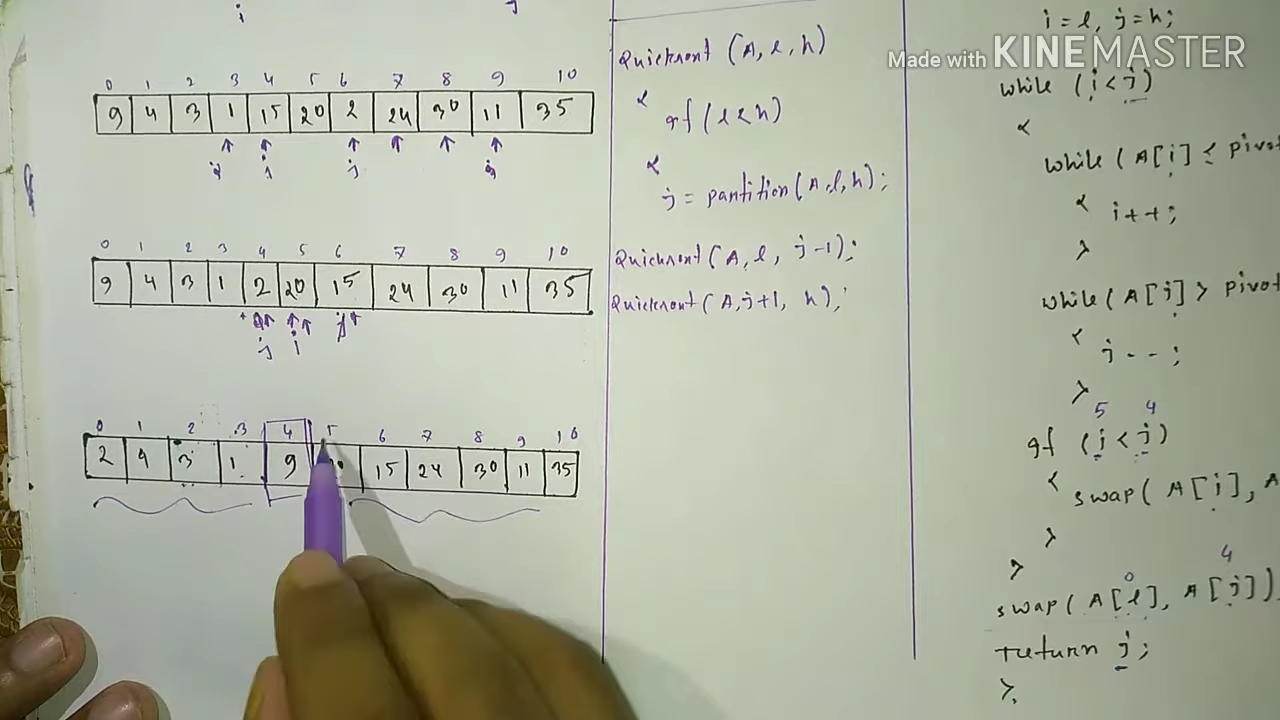 i j
0 1 2 3 4 5 6 7 8 9 10
9 4 3 1 15 20 2 24 30 11 35
i j j
0 1 2 3 4 5 6 7 8 9 10
9 4 3 1 2 20 15 24 30 11 35
j i
0 1 2 3 4 5 6 7 8 9 10
2 4 3 1 9 15 24 30 11 35
Quicksort (A, l, h)
{
if (l < h)
{
j = partition (A, l, h);
Quicksort (A, l, j-1);
Quicksort (A, j+1, h);
Made with KINEMASTER
i = l, j = h;
while (i < j)
{
while (A[i] ≤ pivot
{ i++;
}
while (A[j] > pivot
{ j--;
}
5 4
if (i < j)
{ swap (A[i], A
}
}
0 4
swap (A[l], A[j])
return j;
}